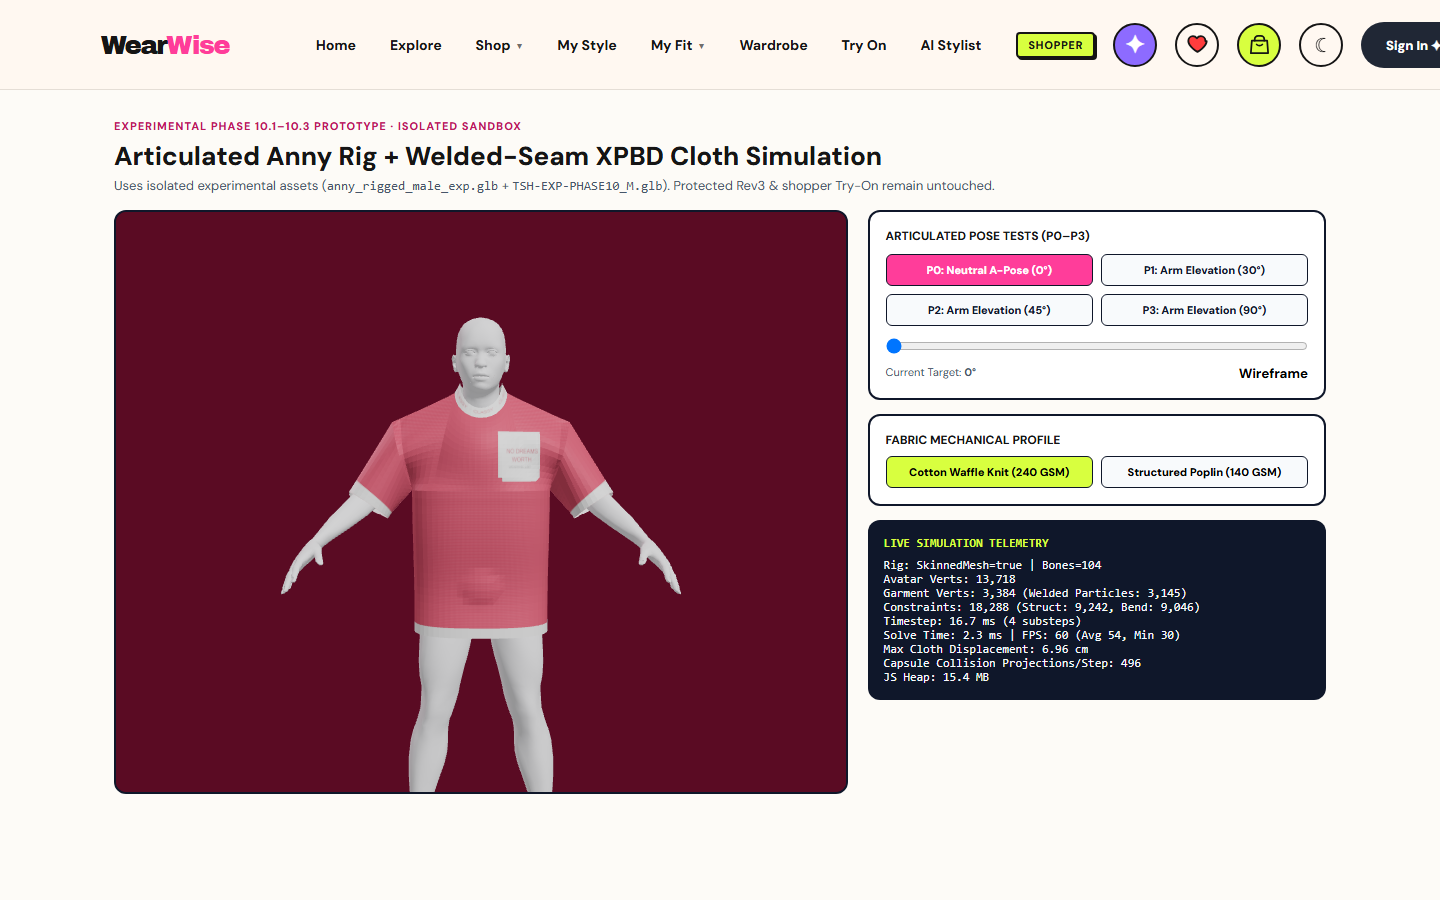 WearWise
Home Explore Shop ▼ My Style My Fit ▼ Wardrobe Try On AI Stylist SHOPPER Sign In ✦
EXPERIMENTAL PHASE 10.1–10.3 PROTOTYPE · ISOLATED SANDBOX
Articulated Anny Rig + Welded-Seam XPBD Cloth Simulation
Uses isolated experimental assets (anny_rigged_male_exp.glb + TSH-EXP-PHASE10_M.glb). Protected Rev3 & shopper Try-On remain untouched.
NO DREAMS
WORTH
ARTICULATED POSE TESTS (P0–P3)
P0: Neutral A-Pose (0°) P1: Arm Elevation (30°)
P2: Arm Elevation (45°) P3: Arm Elevation (90°)
Current Target: 0° Wireframe
FABRIC MECHANICAL PROFILE
Cotton Waffle Knit (240 GSM) Structured Poplin (140 GSM)
LIVE SIMULATION TELEMETRY
Rig: SkinnedMesh=true | Bones=104
Avatar Verts: 13,718
Garment Verts: 3,384 (Welded Particles: 3,145)
Constraints: 18,288 (Struct: 9,242, Bend: 9,046)
Timestep: 16.7 ms (4 substeps)
Solve Time: 2.3 ms | FPS: 60 (Avg 54, Min 30)
Max Cloth Displacement: 6.96 cm
Capsule Collision Projections/Step: 496
JS Heap: 15.4 MB